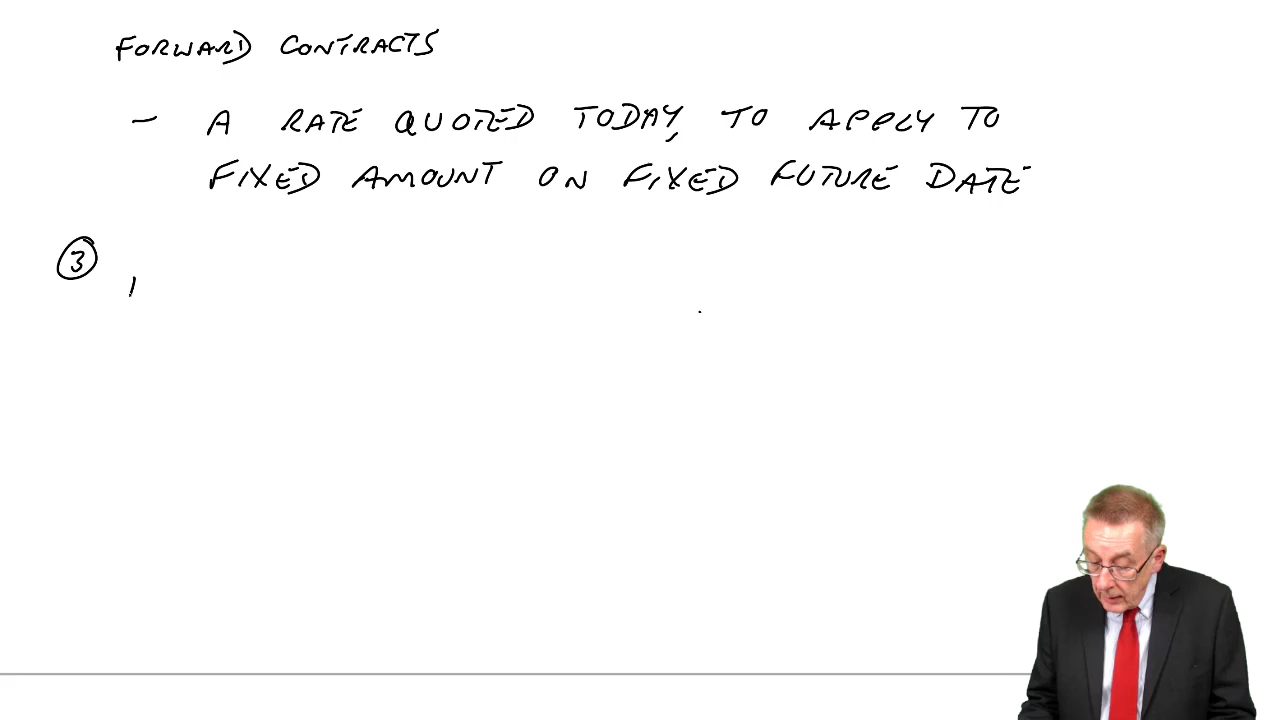 FORWARD CONTRACTS
- A RATE QUOTED TODAY, TO APPLY TO
FIXED AMOUNT ON FIXED FUTURE DATE
3